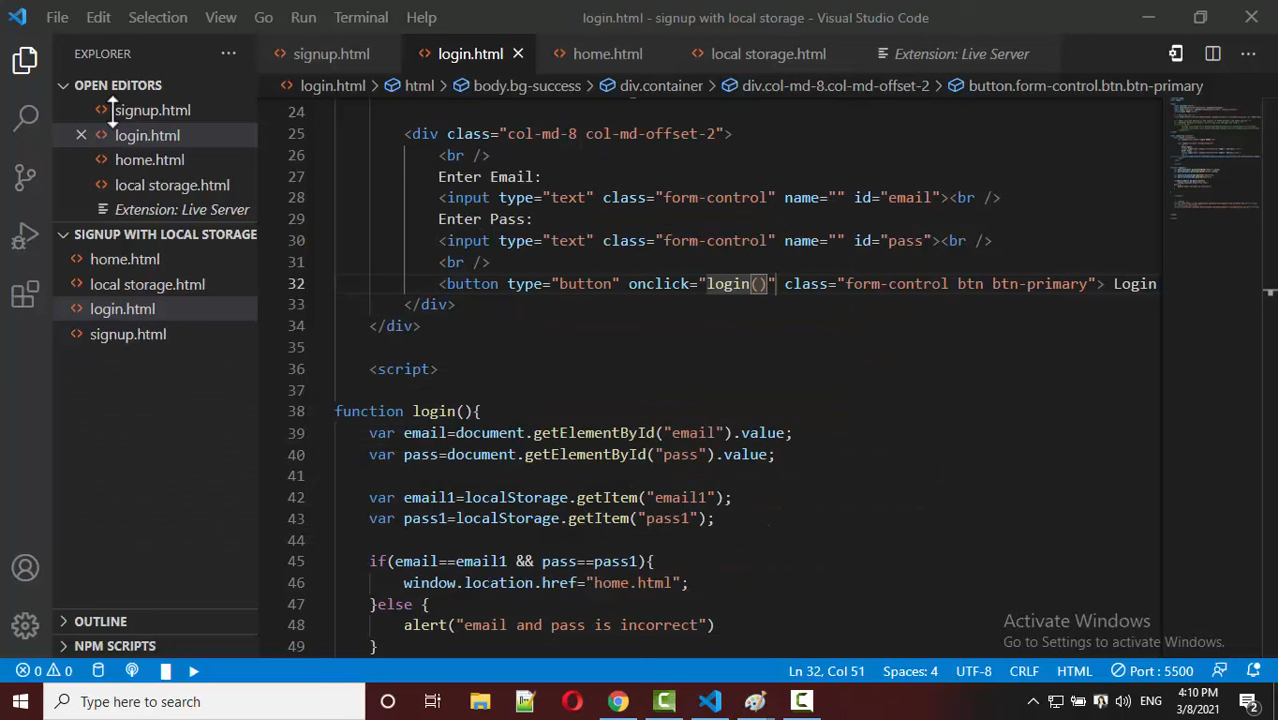 File Edit Selection View Go Run Terminal Help login.html - signup with local storage - Visual Studio Code
EXPLORER ··· signup.html login.html home.html local storage.html Extension: Live Server ···
OPEN EDITORS
login.html > html > body.bg-success > div.container > div.col-md-8.col-md-offset-2 > button.form-control.btn.btn-primary
signup.html
login.html
home.html
local storage.html
Extension: Live Server
SIGNUP WITH LOCAL STORAGE
home.html
local storage.html
login.html
signup.html
OUTLINE
NPM SCRIPTS
24
25 <div class="col-md-8 col-md-offset-2">
26 <br />
27 Enter Email:
28 <input type="text" class="form-control" name="" id="email"><br />
29 Enter Pass:
30 <input type="text" class="form-control" name="" id="pass"><br />
31 <br />
32 <button type="button" onclick="login()" class="form-control btn btn-primary"> Login
33 </div>
34 </div>
35
36 <script>
37
38 function login(){
39 var email=document.getElementById("email").value;
40 var pass=document.getElementById("pass").value;
41
42 var email1=localStorage.getItem("email1");
43 var pass1=localStorage.getItem("pass1");
44
45 if(email==email1 && pass==pass1){
46 window.location.href="home.html";
47 }else {
48 alert("email and pass is incorrect")
49 }
Activate Windows
Go to Settings to activate Windows.
0 0 Ln 32, Col 51 Spaces: 4 UTF-8 CRLF HTML Port : 5500
Type here to search ENG 4:10 PM
3/8/2021 2